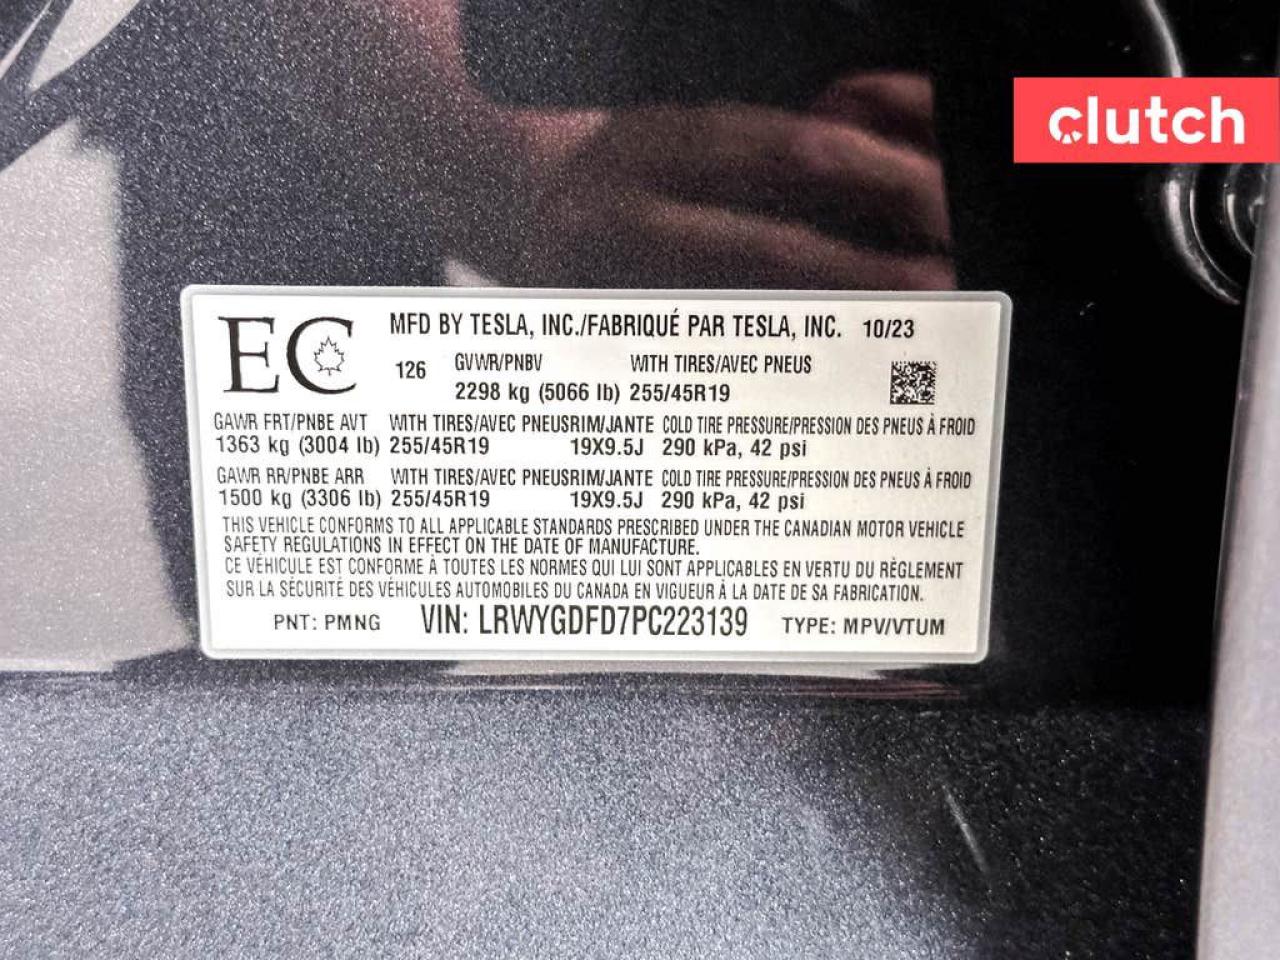 clutch
EC
MFD BY TESLA, INC./FABRIQUÉ PAR TESLA, INC. 10/23
126 GVWR/PNBV WITH TIRES/AVEC PNEUS
2298 kg (5066 lb) 255/45R19
GAWR FRT/PNBE AVT WITH TIRES/AVEC PNEUSRIM/JANTE COLD TIRE PRESSURE/PRESSION DES PNEUS À FROID
1363 kg (3004 lb) 255/45R19 19X9.5J 290 kPa, 42 psi
GAWR RR/PNBE ARR WITH TIRES/AVEC PNEUSRIM/JANTE COLD TIRE PRESSURE/PRESSION DES PNEUS À FROID
1500 kg (3306 lb) 255/45R19 19X9.5J 290 kPa, 42 psi
THIS VEHICLE CONFORMS TO ALL APPLICABLE STANDARDS PRESCRIBED UNDER THE CANADIAN MOTOR VEHICLE
SAFETY REGULATIONS IN EFFECT ON THE DATE OF MANUFACTURE.
CE VÉHICULE EST CONFORME À TOUTES LES NORMES QUI LUI SONT APPLICABLES EN VERTU DU RÈGLEMENT
SUR LA SÉCURITÉ DES VÉHICULES AUTOMOBILES DU CANADA EN VIGUEUR À LA DATE DE SA FABRICATION.
PNT: PMNG VIN: LRWYGDFD7PC223139 TYPE: MPV/VTUM